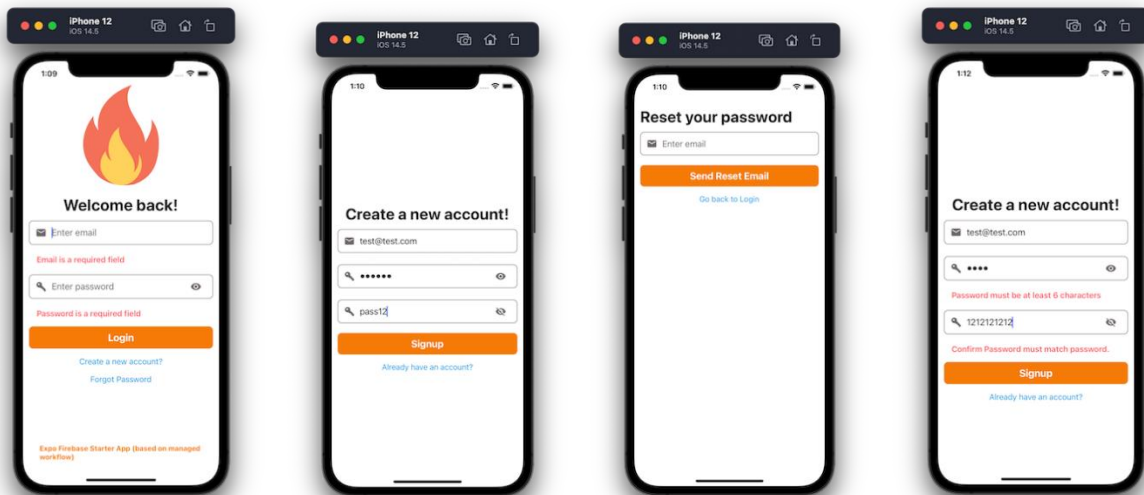 iPhone 12
iOS 14.5
1:09
Welcome back!
Enter email
Email is a required field
Enter password
Password is a required field
Login
Create a new account?
Forgot Password
Expo Firebase Starter App (based on managed
workflow)
iPhone 12
iOS 14.5
1:10
Create a new account!
test@test.com
••••••
pass12
Signup
Already have an account?
iPhone 12
iOS 14.5
1:10
Reset your password
Enter email
Send Reset Email
Go back to Login
iPhone 12
iOS 14.5
1:12
Create a new account!
test@test.com
••••
Password must be at least 6 characters
1212121212
Confirm Password must match password.
Signup
Already have an account?